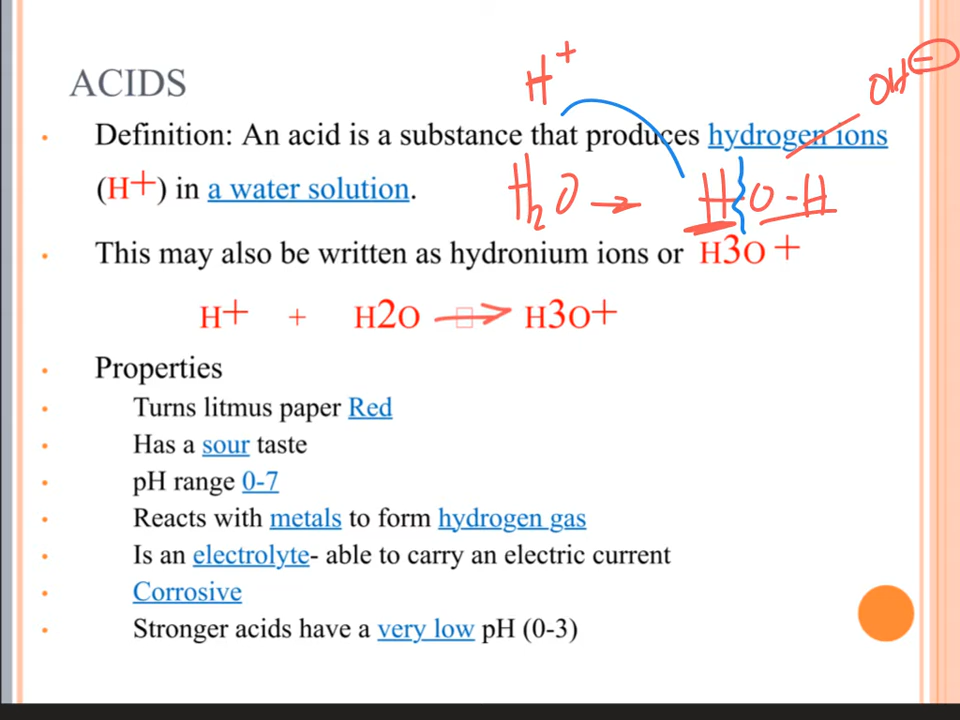 H+
OH-
ACIDS
• Definition: An acid is a substance that produces hydrogen ions
(H+) in a water solution.
H2O → H O-H
• This may also be written as hydronium ions or H3O +
H+ + H2O → H3O+
• Properties
• Turns litmus paper Red
• Has a sour taste
• pH range 0-7
• Reacts with metals to form hydrogen gas
• Is an electrolyte- able to carry an electric current
• Corrosive
• Stronger acids have a very low pH (0-3)